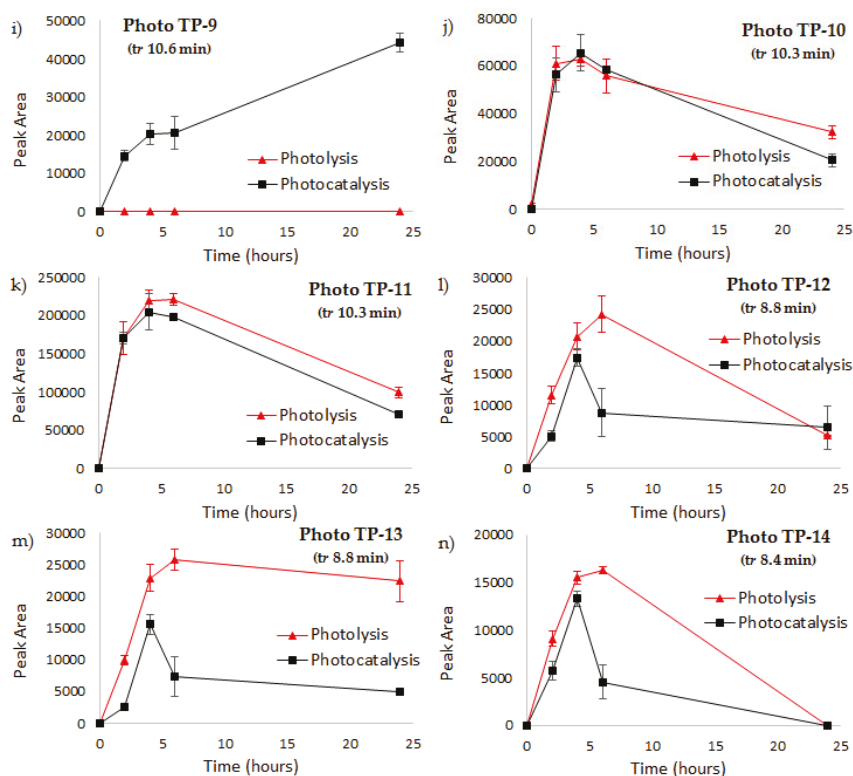 i)
Photo TP-9
(tr 10.6 min)
50000
40000
30000
20000
10000
0
Peak Area
Photolysis
Photocatalysis
0 5 10 15 20 25
Time (hours)
j)
Photo TP-10
(tr 10.3 min)
80000
60000
40000
20000
0
Peak Area
Photolysis
Photocatalysis
0 5 10 15 20 25
Time (hours)
k)
Photo TP-11
(tr 10.3 min)
250000
200000
150000
100000
50000
0
Peak Area
Photolysis
Photocatalysis
0 5 10 15 20 25
Time (hours)
l)
Photo TP-12
(tr 8.8 min)
30000
25000
20000
15000
10000
5000
0
Peak Area
Photolysis
Photocatalysis
0 5 10 15 20 25
Time (hours)
m)
Photo TP-13
(tr 8.8 min)
30000
25000
20000
15000
10000
5000
0
Peak Area
Photolysis
Photocatalysis
0 5 10 15 20 25
Time (hours)
n)
Photo TP-14
(tr 8.4 min)
20000
15000
10000
5000
0
Peak Area
Photolysis
Photocatalysis
0 5 10 15 20 25
Time (hours)